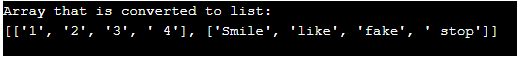 Array that is converted to list:
[['1', '2', '3', ' 4'], ['Smile', 'like', 'fake', ' stop']]